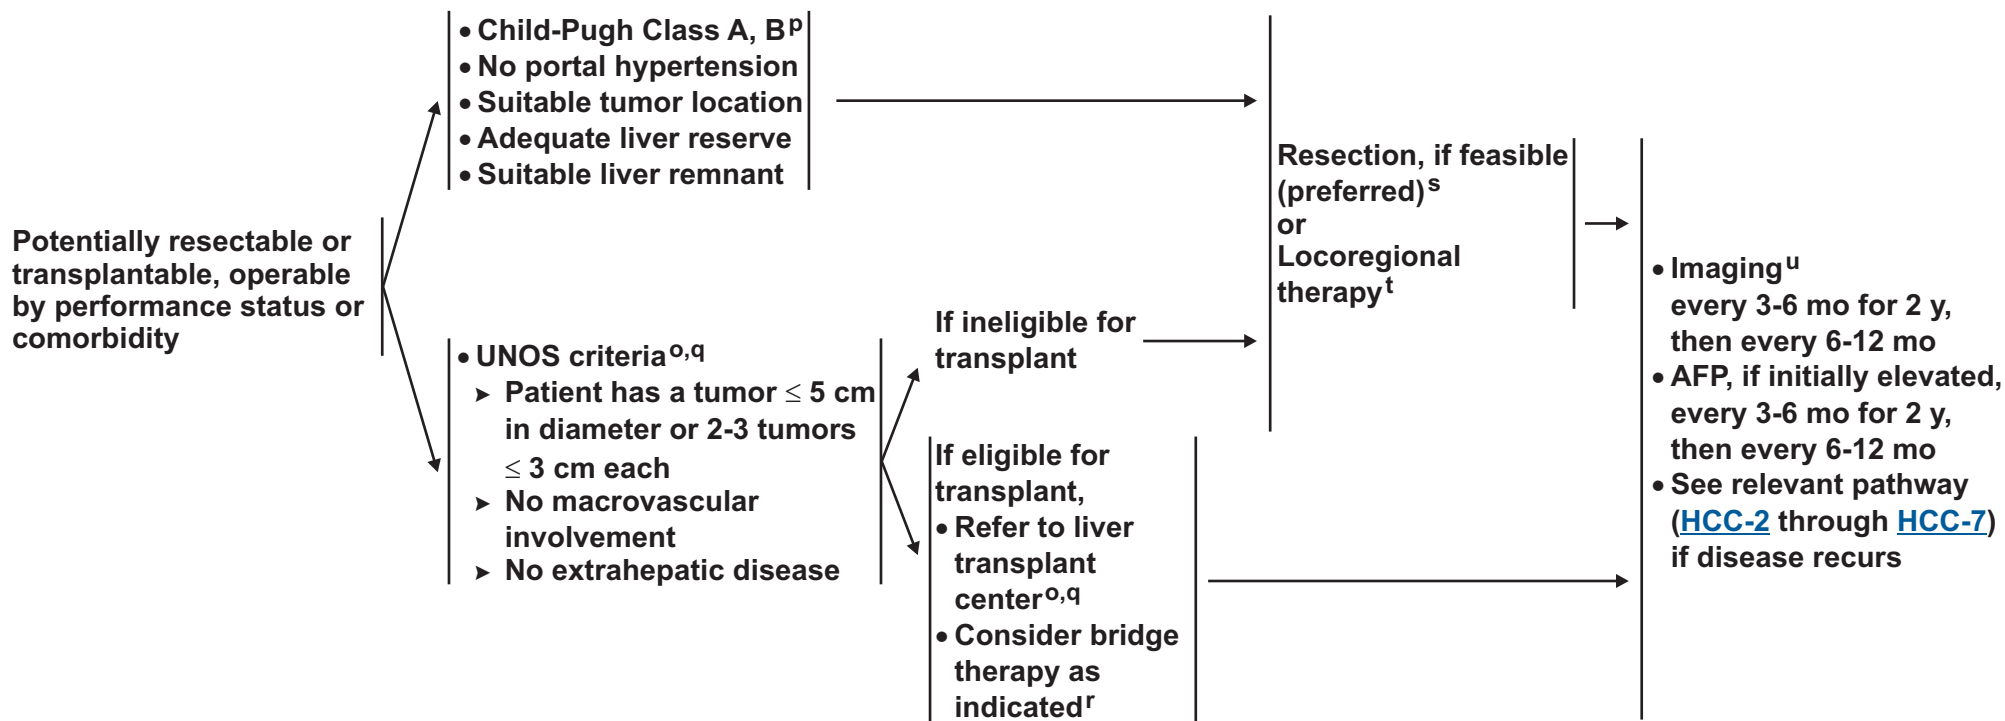 Potentially resectable or
transplantable, operable
by performance status or
comorbidity
• Child-Pugh Class A, Bᵖ
• No portal hypertension
• Suitable tumor location
• Adequate liver reserve
• Suitable liver remnant
• UNOS criteriaᵒ,q
➤ Patient has a tumor ≤ 5 cm
in diameter or 2-3 tumors
≤ 3 cm each
➤ No macrovascular
involvement
➤ No extrahepatic disease
If ineligible for
transplant
If eligible for
transplant,
• Refer to liver
transplant
centerᵒ,q
• Consider bridge
therapy as
indicatedʳ
Resection, if feasible
(preferred)ˢ
or
Locoregional
therapyᵗ
• Imagingᵘ
every 3-6 mo for 2 y,
then every 6-12 mo
• AFP, if initially elevated,
every 3-6 mo for 2 y,
then every 6-12 mo
• See relevant pathway
(HCC-2 through HCC-7)
if disease recurs